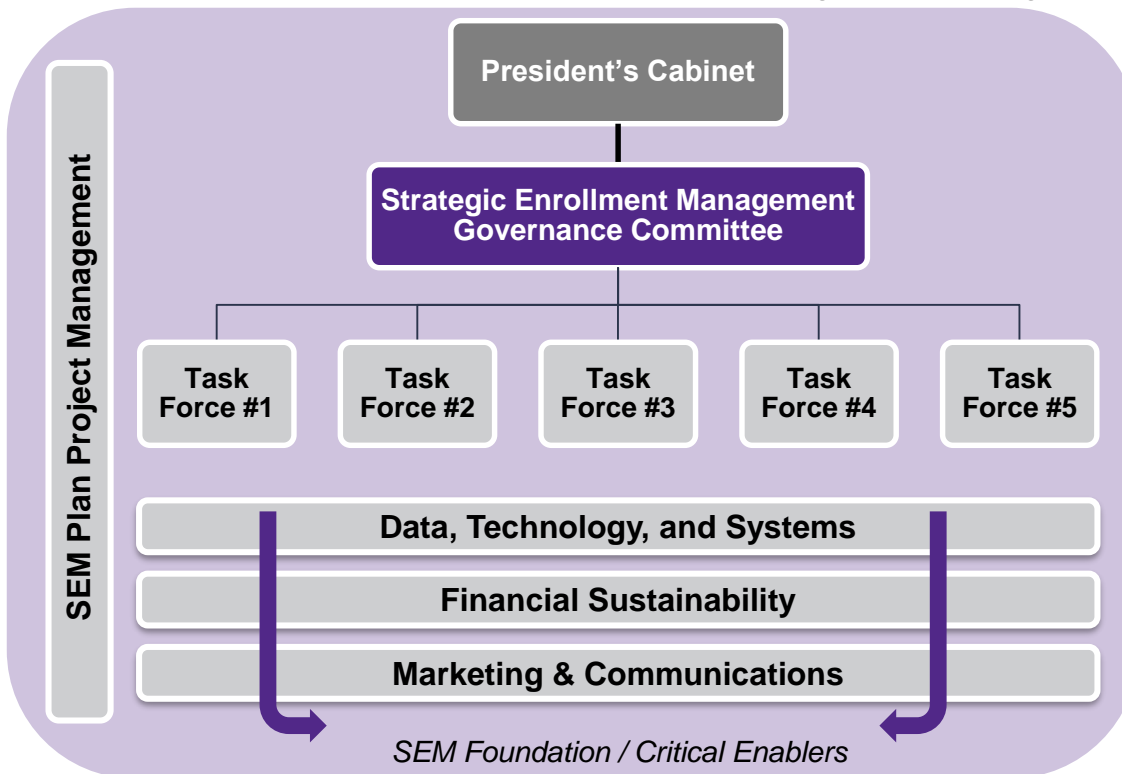 President's Cabinet
SEM Plan Project Management
Strategic Enrollment Management
Governance Committee
Task
Force #1
Task
Force #2
Task
Force #3
Task
Force #4
Task
Force #5
Data, Technology, and Systems
Financial Sustainability
Marketing & Communications
SEM Foundation / Critical Enablers